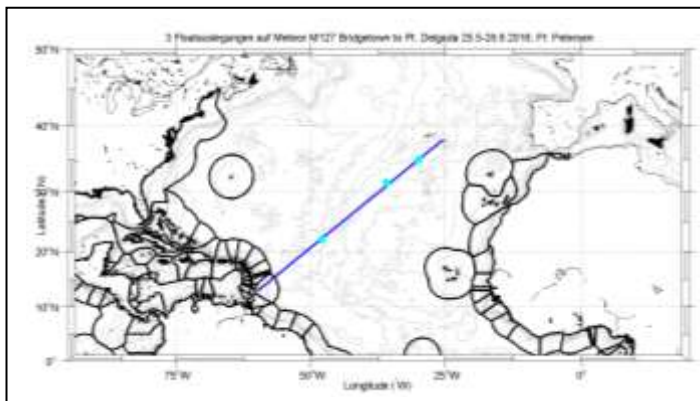 3 Floatsauslegungen auf Meteor M127 Bridgetown to Pt. Delgada 25.5-28.6.2016, Pt. Petersen
50°N
40°N
30°N
20°N
10°N
0°
Latitude (°N)
75°W
50°W
25°W
0°W
Longitude (°W)